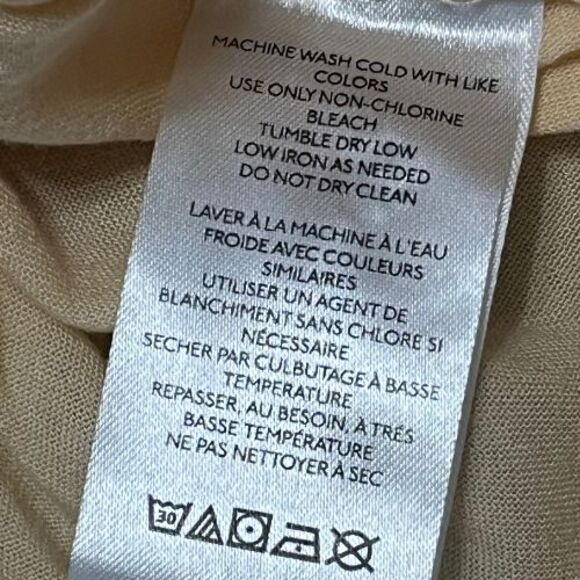 MACHINE WASH COLD WITH LIKE
COLORS
USE ONLY NON-CHLORINE
BLEACH
TUMBLE DRY LOW
LOW IRON AS NEEDED
DO NOT DRY CLEAN
LAVER À LA MACHINE À L'EAU
FROIDE AVEC COULEURS
SIMILAIRES
UTILISER UN AGENT DE
BLANCHIMENT SANS CHLORE SI
NÉCESSAIRE
SECHER PAR CULBUTAGE À BASSE
TEMPERATURE
REPASSER, AU BESOIN, À TRÉS
BASSE TEMPÉRATURE
NE PAS NETTOYER À SEC
30